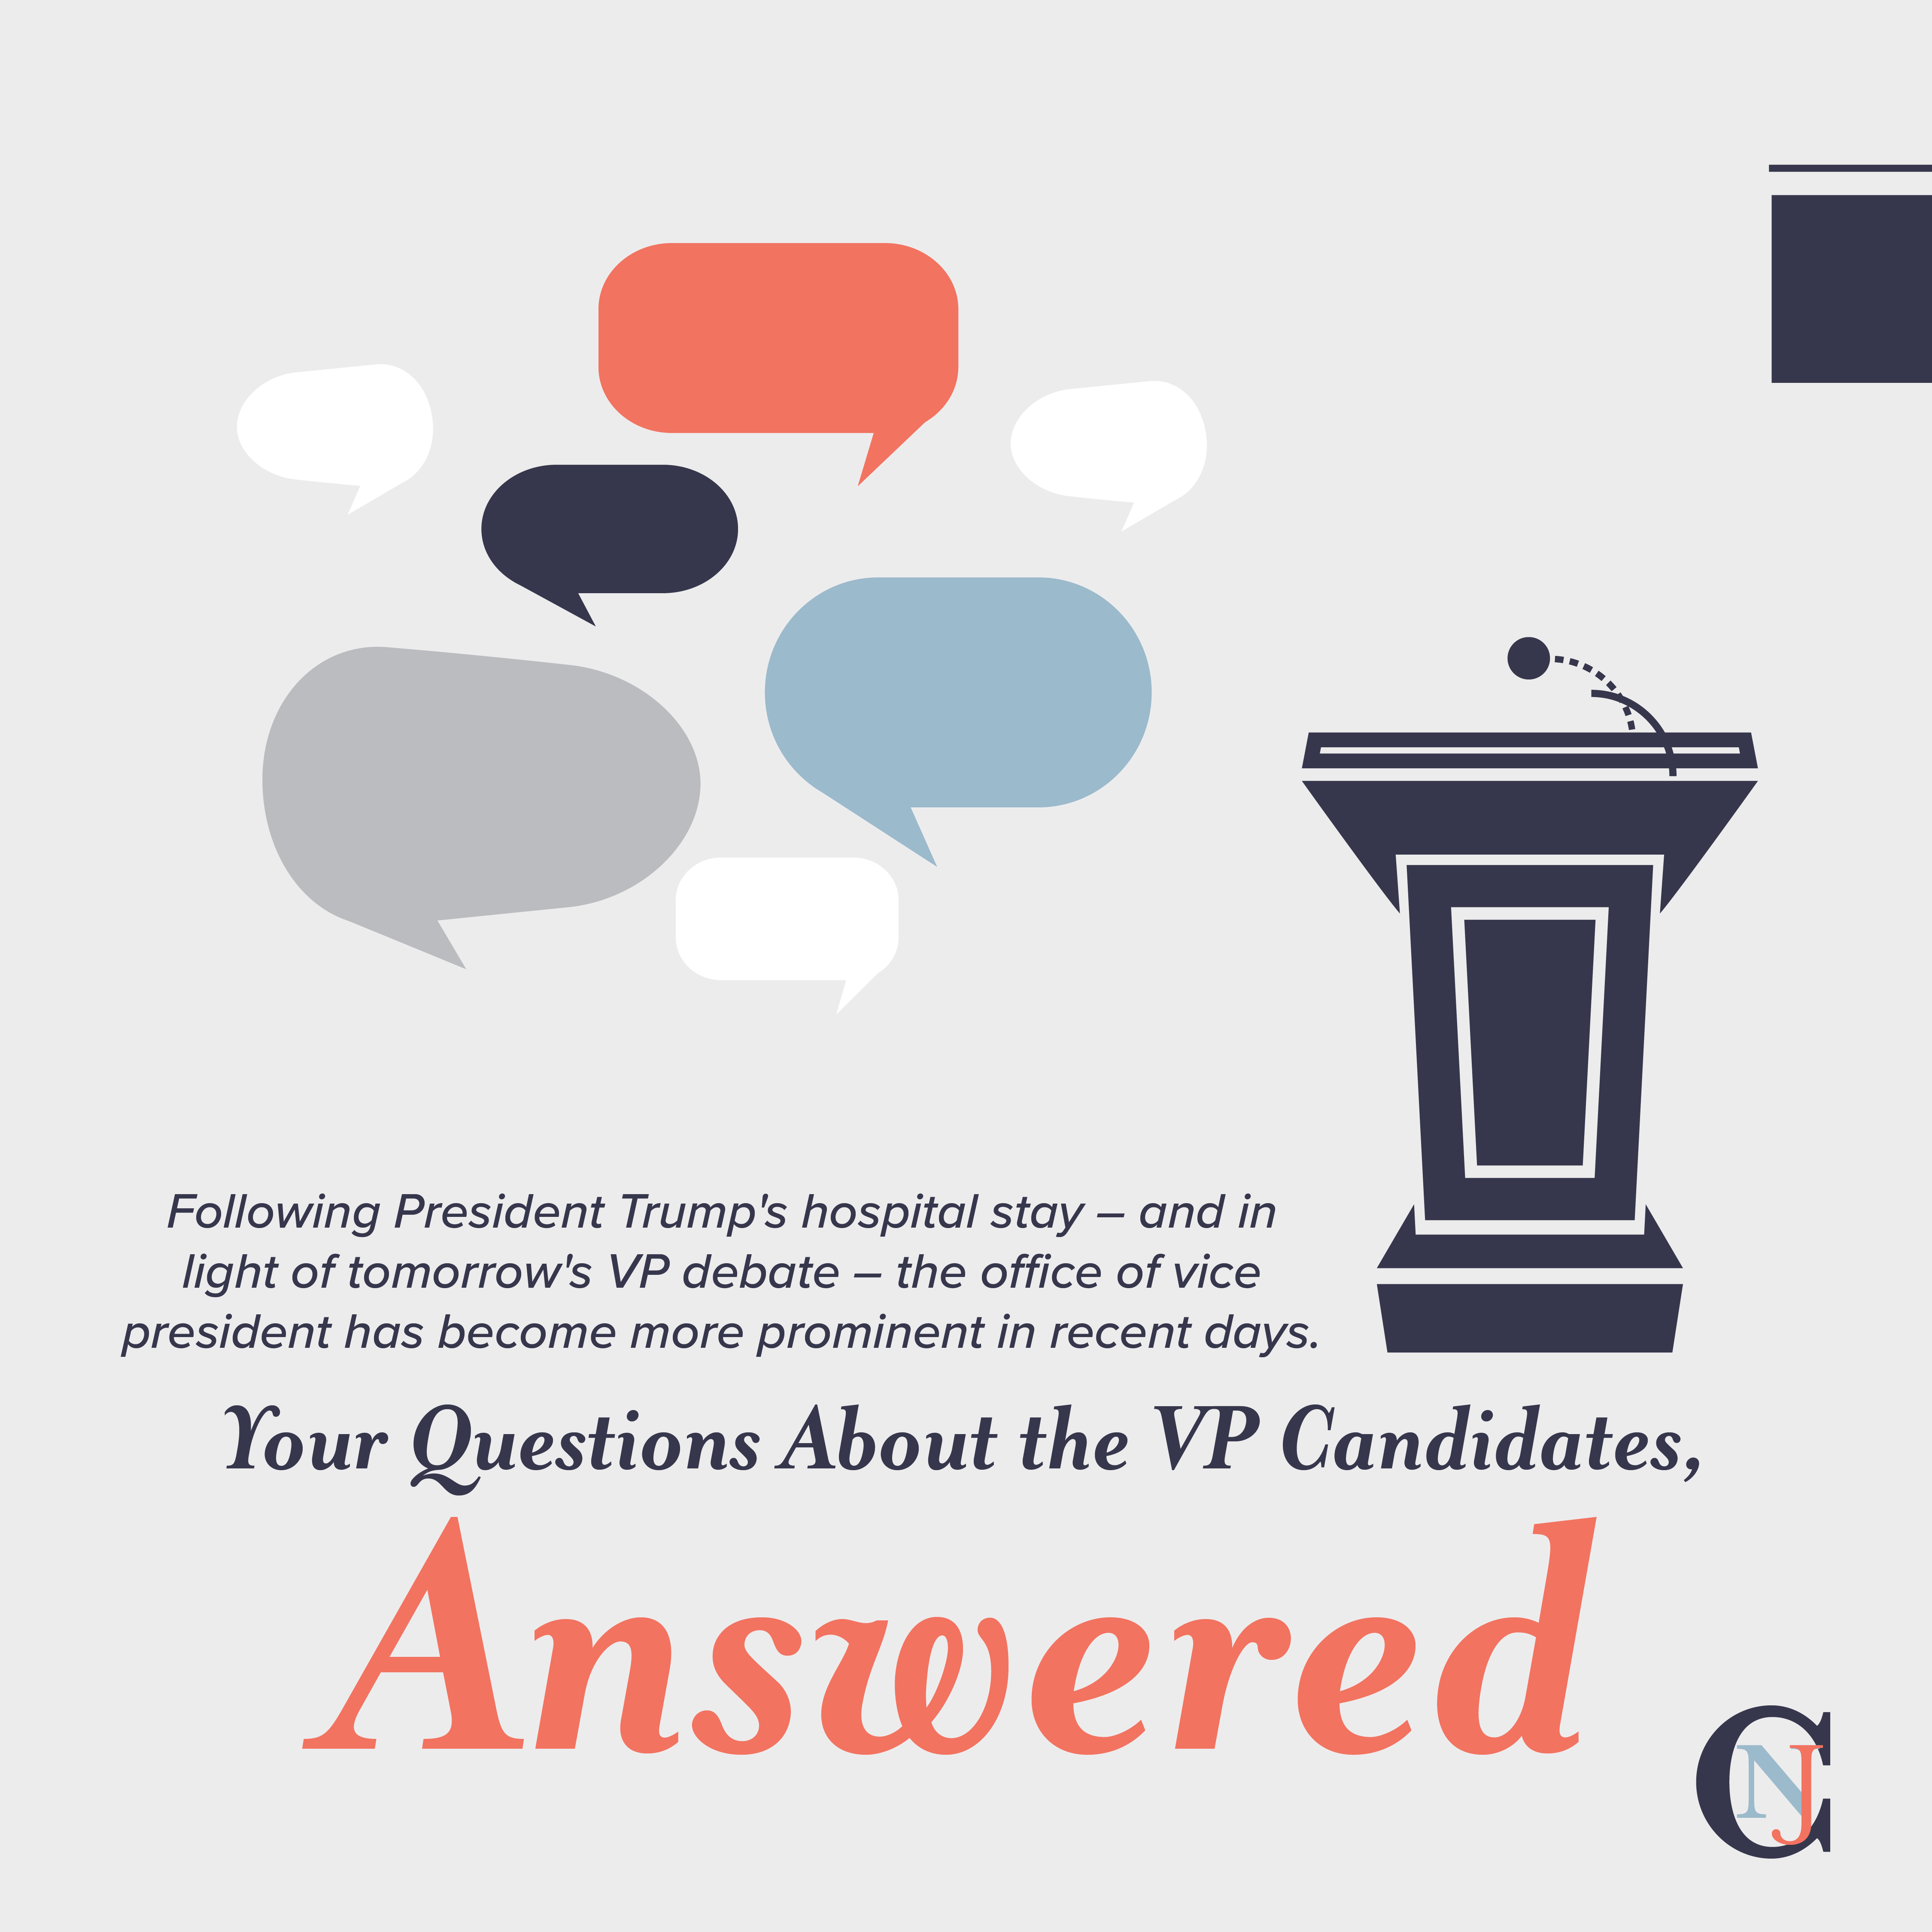 Following President Trump's hospital stay – and in
light of tomorrow's VP debate – the office of vice
president has become more prominent in recent days.
Your Questions About the VP Candidates,
Answered
CNJ